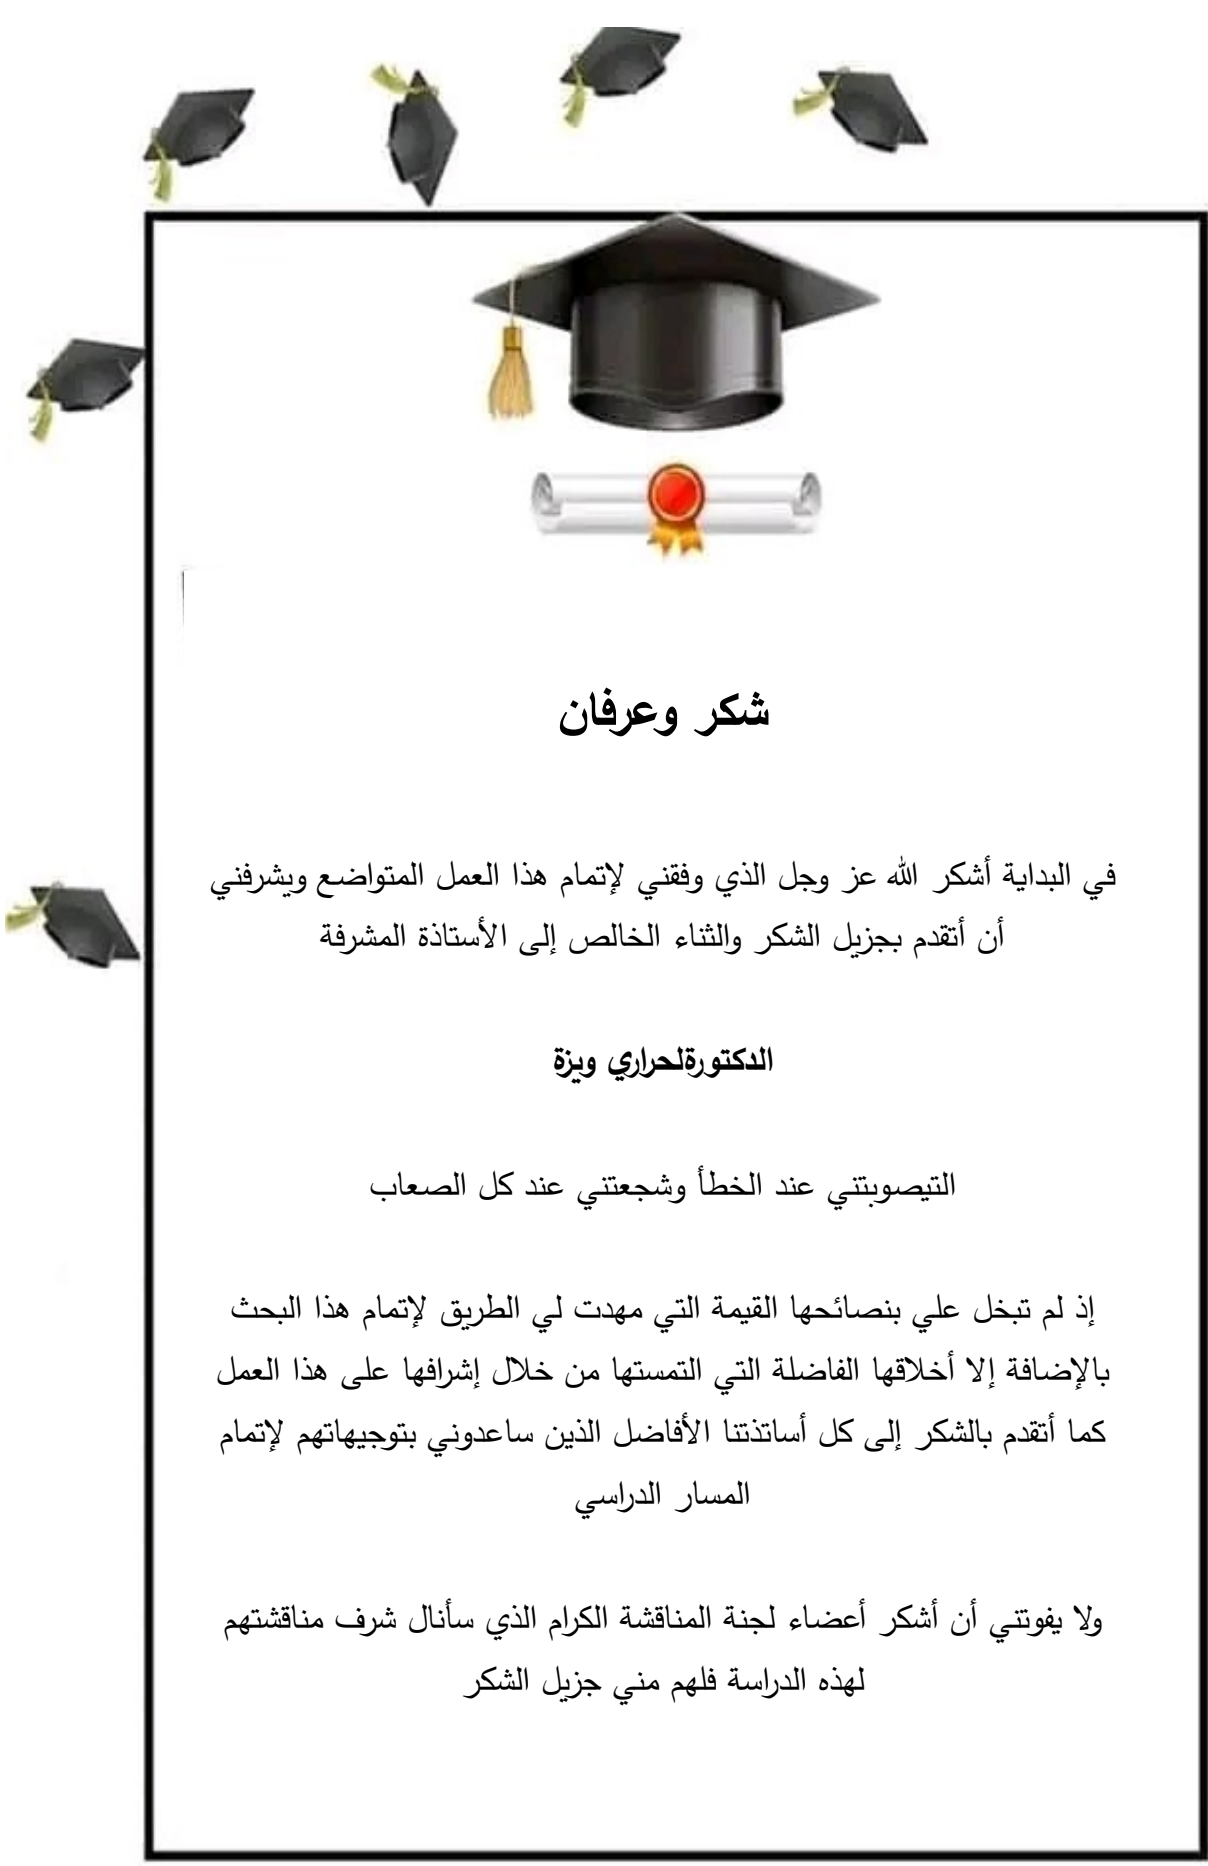 شكر وعرفان
في البداية أشكر الله عز وجل الذي وفقني لإتمام هذا العمل المتواضع ويشرفني
أن أتقدم بجزيل الشكر والثناء الخالص إلى الأستاذة المشرفة
الدكتورةلحراري ويزة
التيصوبتني عند الخطأ وشجعتني عند كل الصعاب
إذ لم تبخل علي بنصائحها القيمة التي مهدت لي الطريق لإتمام هذا البحث
بالإضافة إلا أخلاقها الفاضلة التي التمستها من خلال إشرافها على هذا العمل
كما أتقدم بالشكر إلى كل أساتذتنا الأفاضل الذين ساعدوني بتوجيهاتهم لإتمام
المسار الدراسي
ولا يفوتني أن أشكر أعضاء لجنة المناقشة الكرام الذي سأنال شرف مناقشتهم
لهذه الدراسة فلهم مني جزيل الشكر